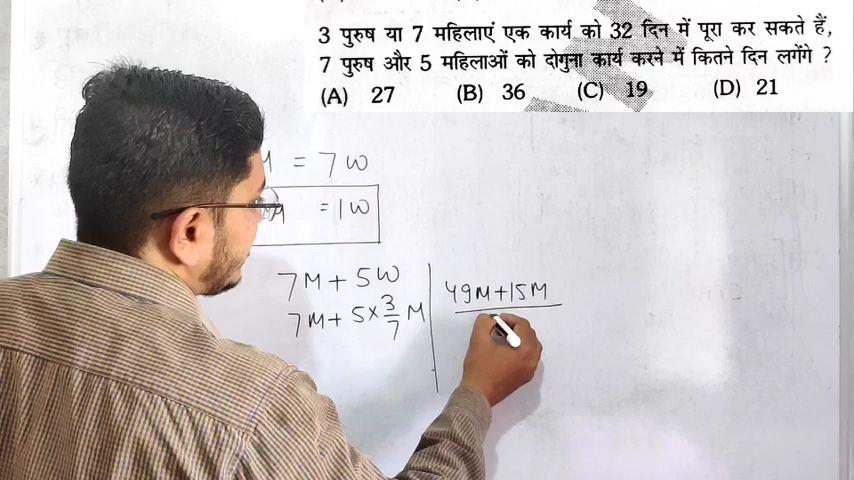 3 पुरुष या 7 महिलाएं एक कार्य को 32 दिन में पूरा कर सकते हैं,
7 पुरुष और 5 महिलाओं को दोगुना कार्य करने में कितने दिन लगेंगे ?
(A) 27 (B) 36 (C) 19 (D) 21
M = 7W
M = 1W
7M + 5W
7M + 5 × 3/7 M
49M + 15M